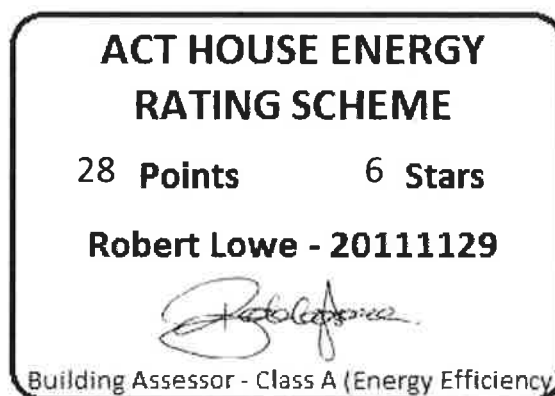 ACT HOUSE ENERGY
RATING SCHEME
28 Points 6 Stars
Robert Lowe - 20111129
Building Assessor - Class A (Energy Efficiency